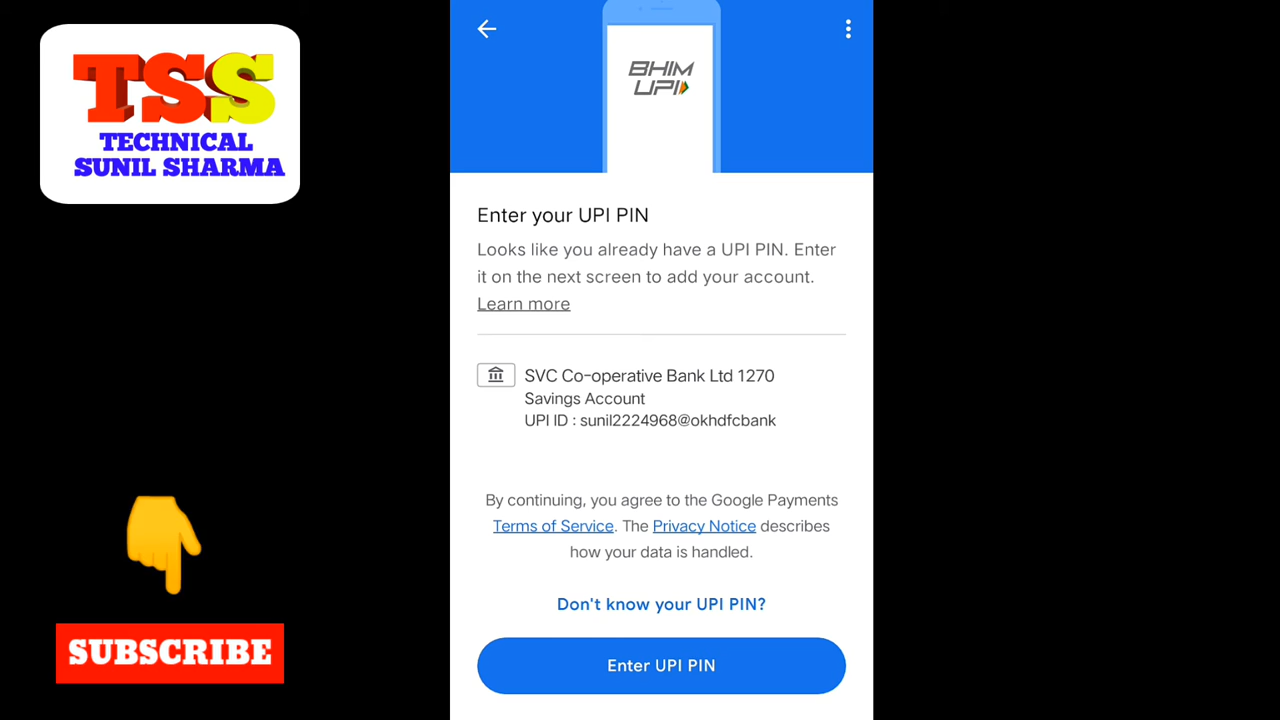 TSS
TECHNICAL
SUNIL SHARMA
SUBSCRIBE
BHIM
UPI
Enter your UPI PIN
Looks like you already have a UPI PIN. Enter
it on the next screen to add your account.
Learn more
SVC Co-operative Bank Ltd 1270
Savings Account
UPI ID : sunil2224968@okhdfcbank
By continuing, you agree to the Google Payments
Terms of Service. The Privacy Notice describes
how your data is handled.
Don't know your UPI PIN?
Enter UPI PIN